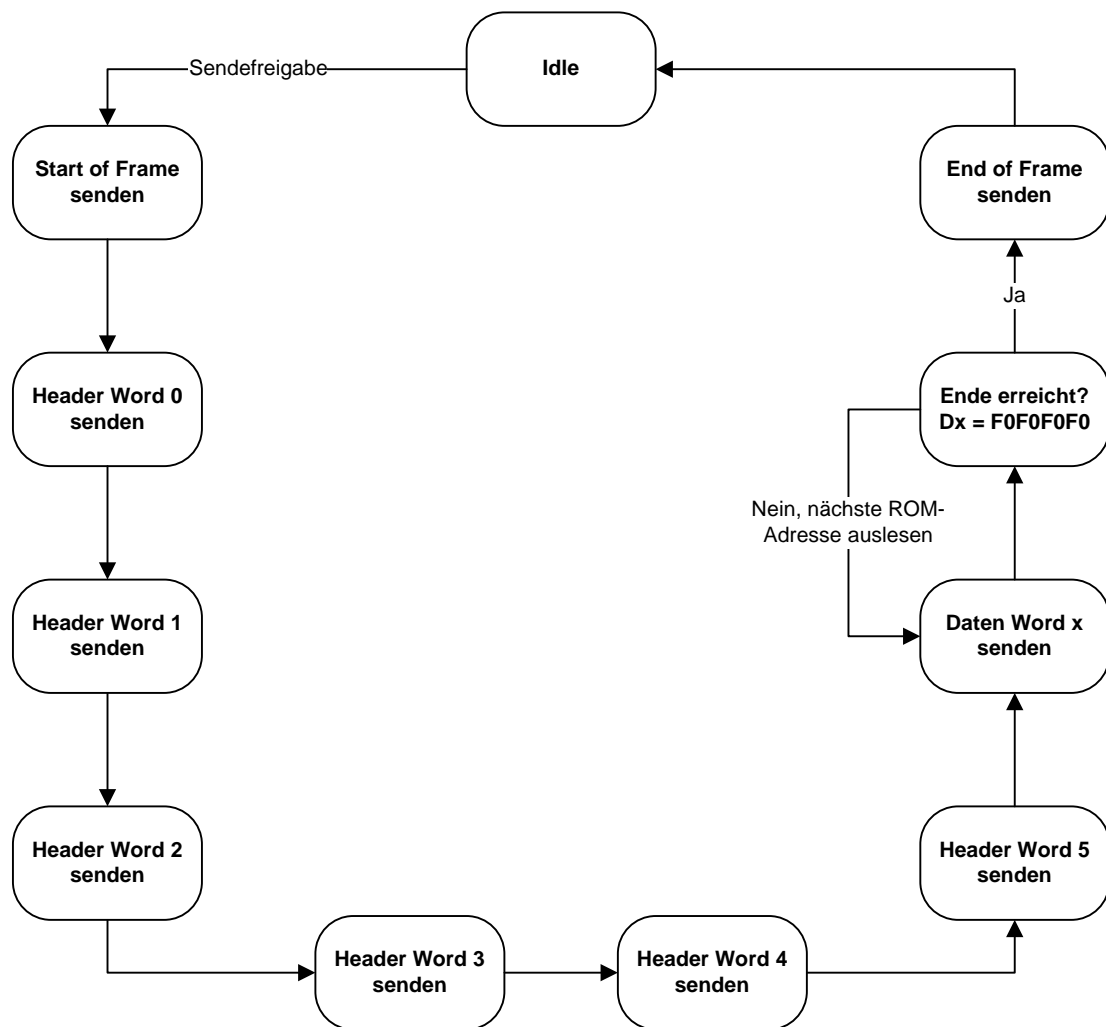 Idle
Sendefreigabe
Start of Frame
senden
Header Word 0
senden
Header Word 1
senden
Header Word 2
senden
Header Word 3
senden
Header Word 4
senden
Header Word 5
senden
Daten Word x
senden
Nein, nächste ROM-
Adresse auslesen
Ende erreicht?
Dx = F0F0F0F0
Ja
End of Frame
senden